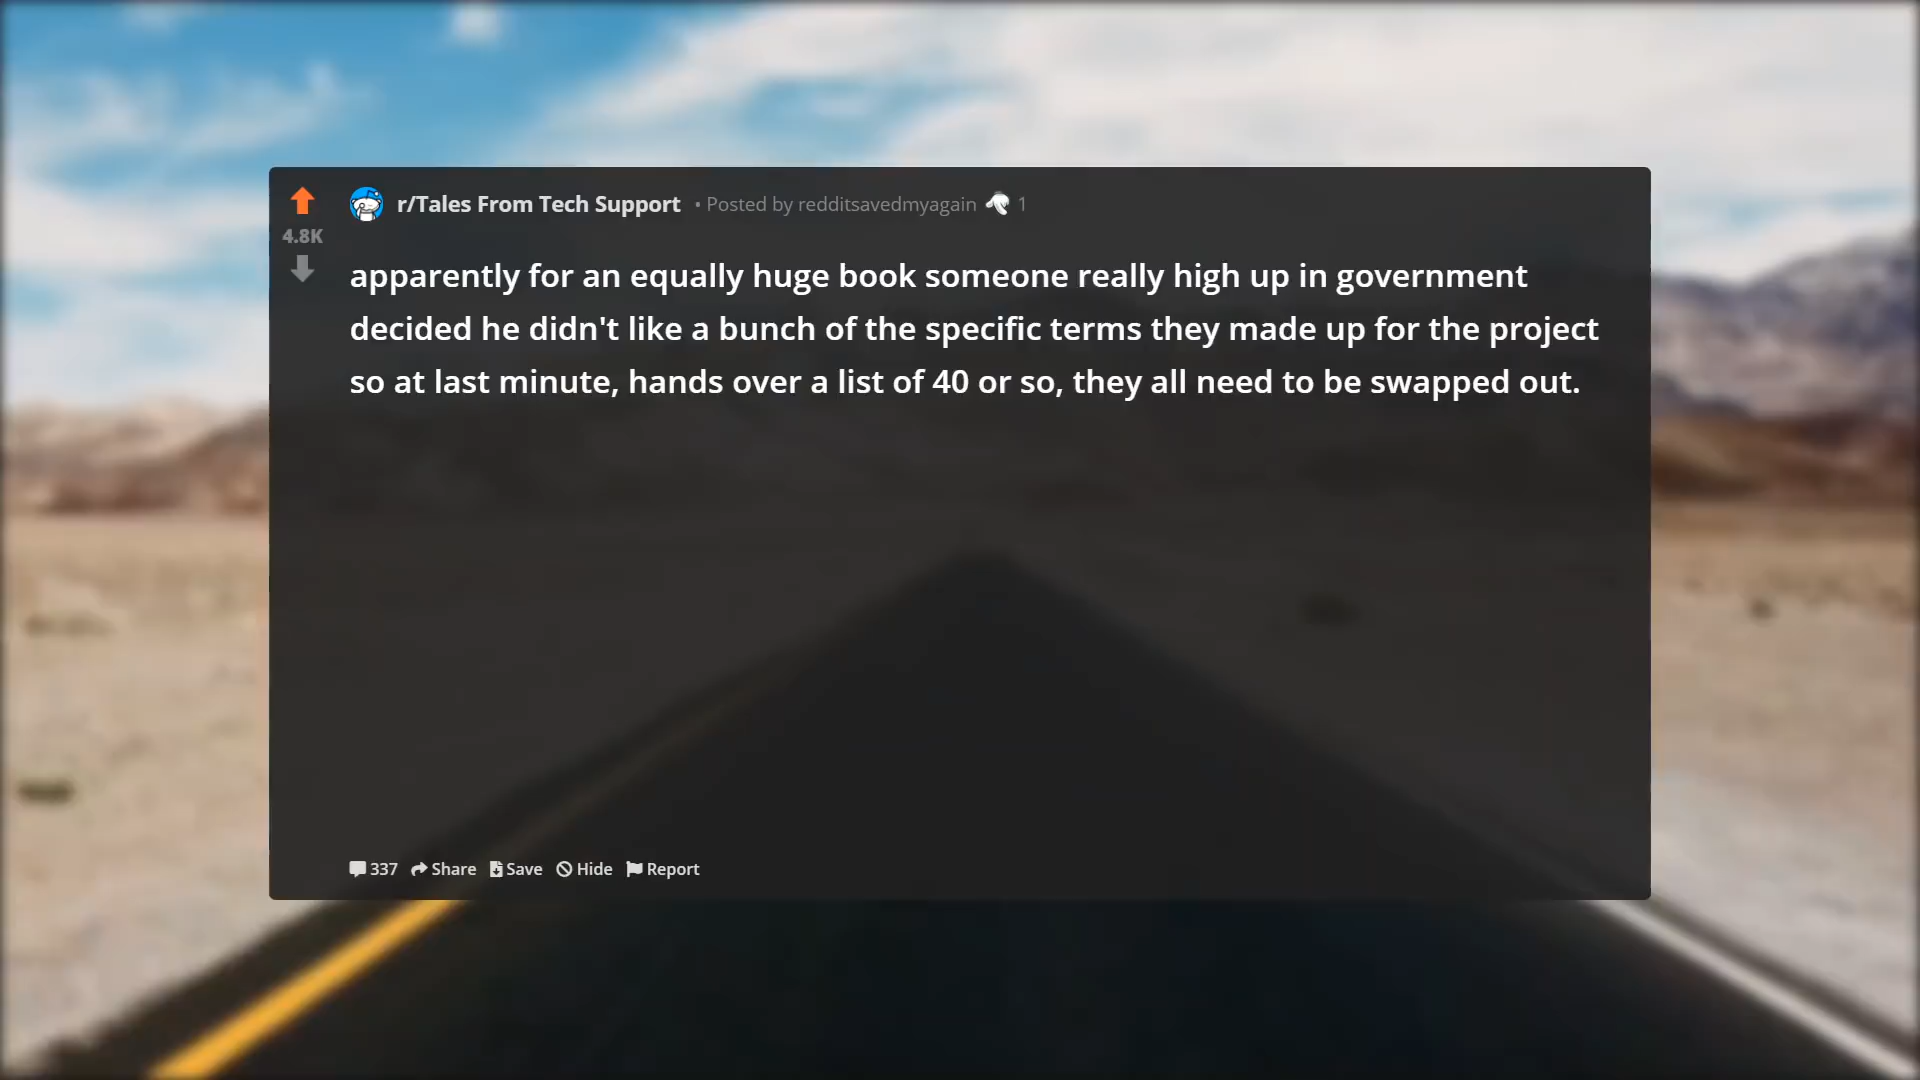 r/Tales From Tech Support • Posted by redditsavedmyagain 1
4.8K
apparently for an equally huge book someone really high up in government
decided he didn't like a bunch of the specific terms they made up for the project
so at last minute, hands over a list of 40 or so, they all need to be swapped out.
337 Share Save Hide Report